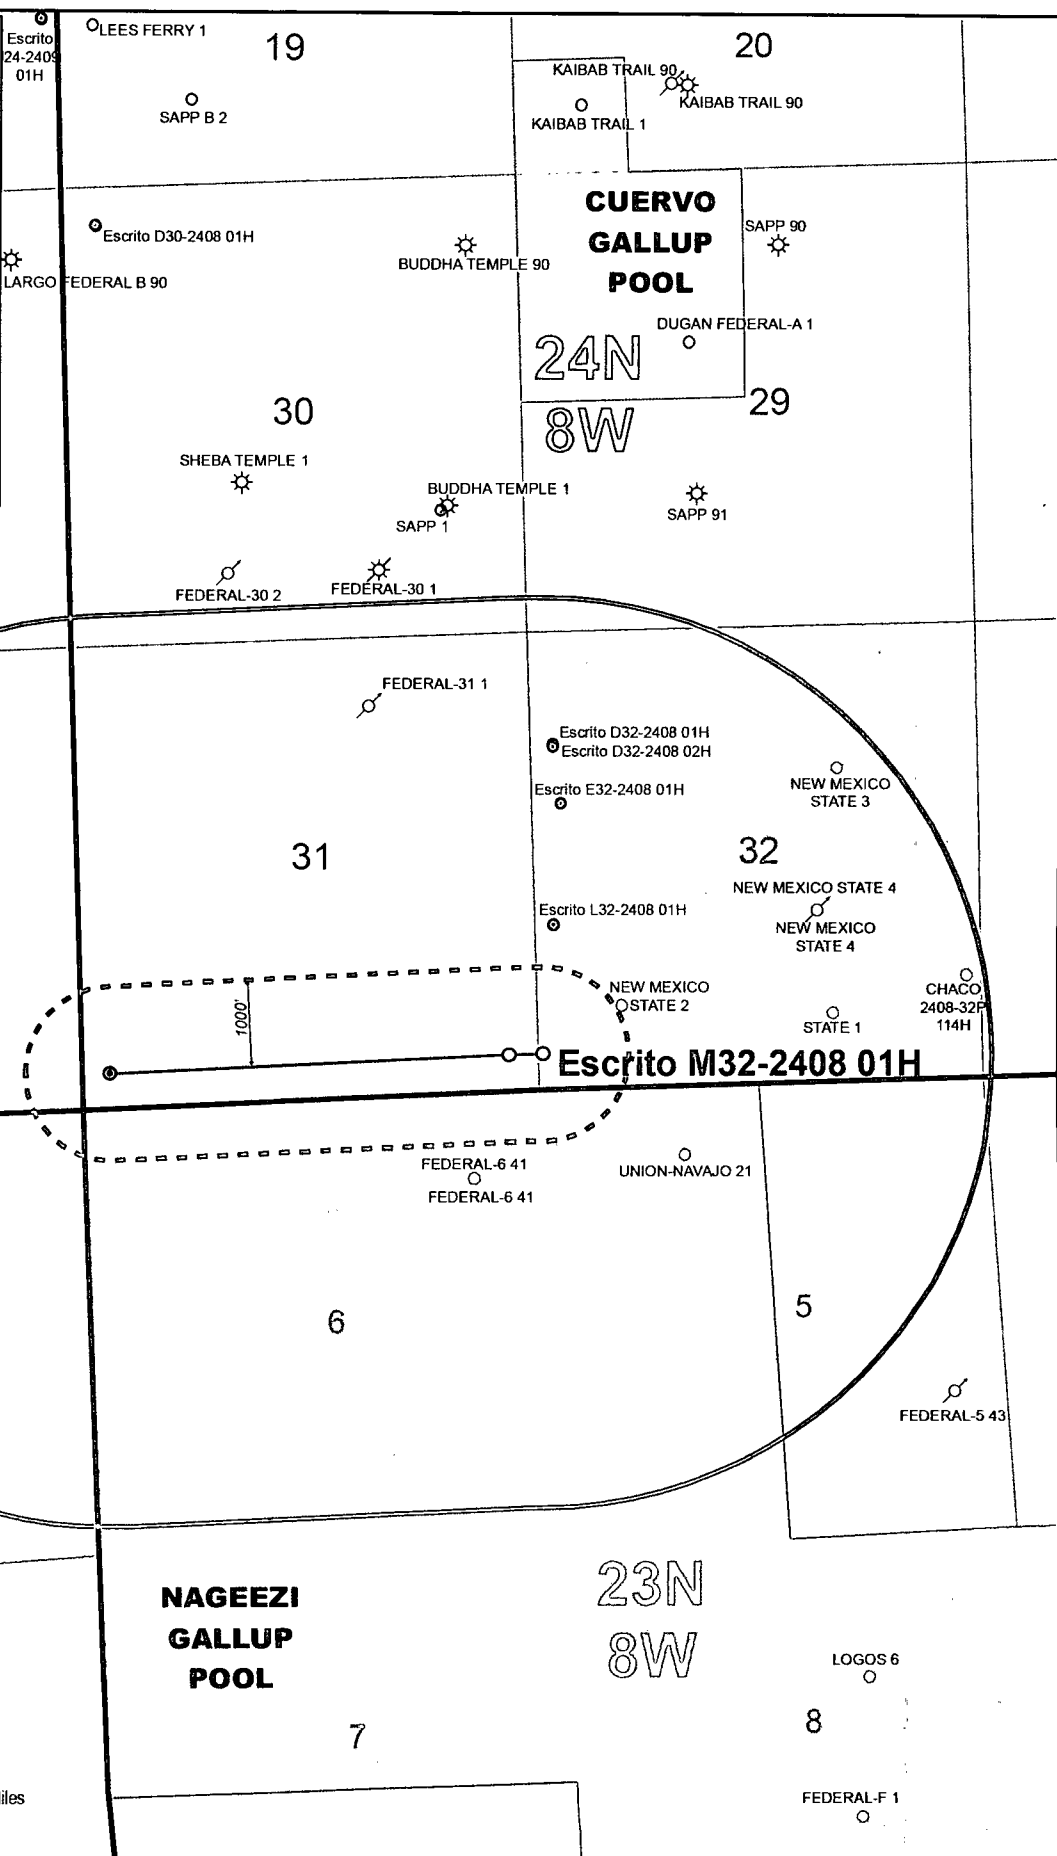 Escrito
24-2409
01H
LEES FERRY 1
19
20
SAPP B 2
KAIBAB TRAIL 90
KAIBAB TRAIL 90
KAIBAB TRAIL 1
CUERVO
GALLUP
POOL
Escrito D30-2408 01H
LARGO FEDERAL B 90
BUDDHA TEMPLE 90
SAPP 90
DUGAN FEDERAL-A 1
24N
8W
29
30
SHEBA TEMPLE 1
BUDDHA TEMPLE 1
SAPP 1
SAPP 91
FEDERAL-30 2
FEDERAL-30 1
FEDERAL-31 1
Escrito D32-2408 01H
Escrito D32-2408 02H
Escrito E32-2408 01H
NEW MEXICO
STATE 3
31
32
NEW MEXICO STATE 4
NEW MEXICO
STATE 4
Escrito L32-2408 01H
NEW MEXICO
STATE 2
CHACO
2408-32P
114H
STATE 1
1000'
Escrito M32-2408 01H
FEDERAL-6 41
FEDERAL-6 41
UNION-NAVAJO 21
6
5
FEDERAL-5 43
NAGEEZI
GALLUP
POOL
23N
8W
LOGOS 6
7
8
iles
FEDERAL-F 1